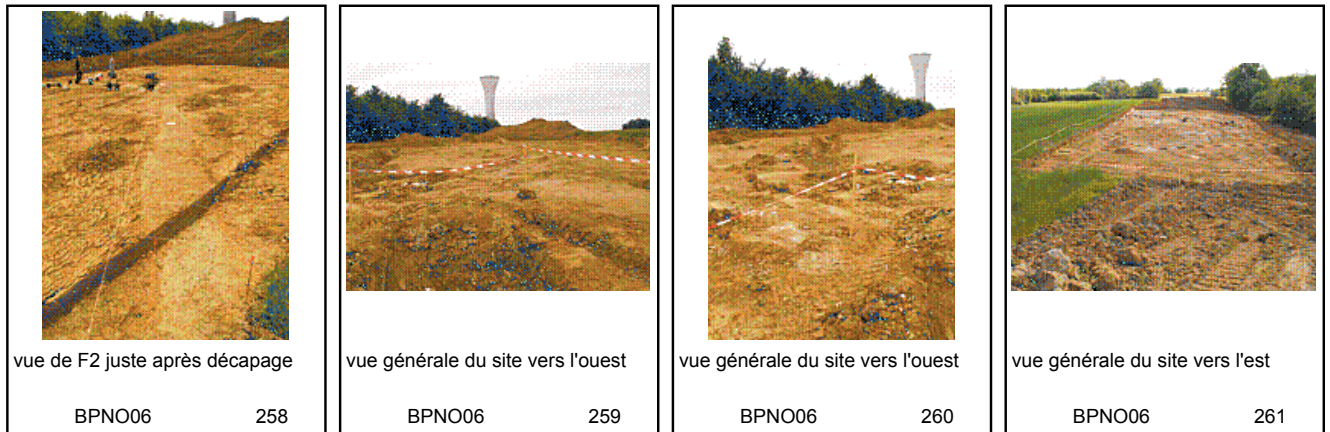 vue de F2 juste après décapage
BPNO06 258
vue générale du site vers l'ouest
BPNO06 259
vue générale du site vers l'ouest
BPNO06 260
vue générale du site vers l'est
BPNO06 261